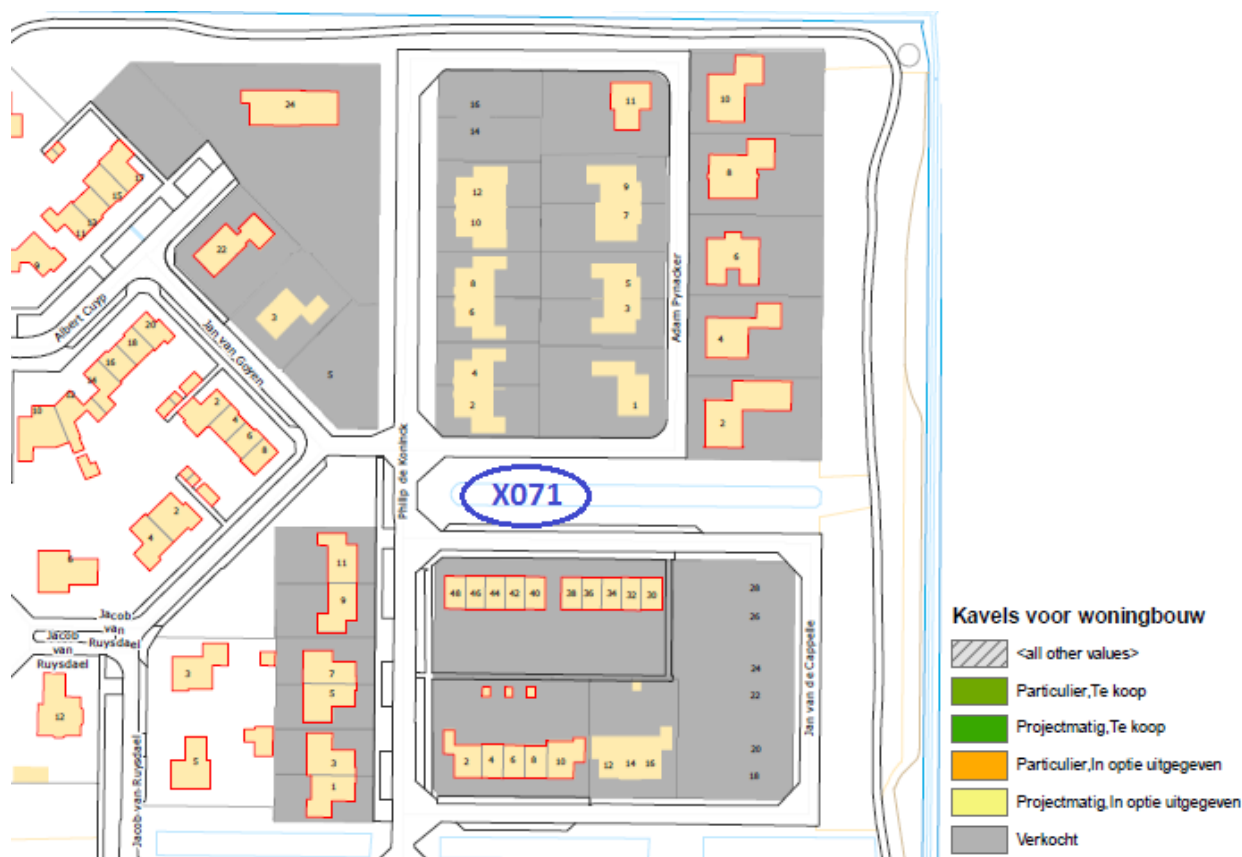 24
16
14
11
10
17
15
13
11
9
12
10
9
7
8
22
3
8
6
5
3
6
Albert Cuyp
Jan van Goyen
Adam Pynacker
20
18
16
14
12
10
5
4
2
1
4
2
2
4
6
8
Philip de Koninck
X071
2
4
6
11
9
48 46 44 42 40
38 36 34 32 30
28
26
24
22
20
18
Jacob
van
Ruysdael
Jacob
van
Ruysdael
Jan van de Cappelle
3
7
5
12
5
3
1
2 4 6 8 10
12 14 16
Jacob van Ruysdael
Kavels voor woningbouw
<all other values>
Particulier,Te koop
Projectmatig,Te koop
Particulier,In optie uitgegeven
Projectmatig,In optie uitgegeven
Verkocht